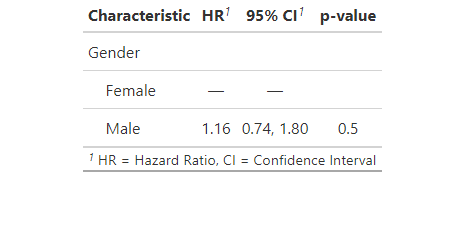 Characteristic HR¹ 95% CI¹ p-value
Gender
Female — —
Male 1.16 0.74, 1.80 0.5
¹ HR = Hazard Ratio, CI = Confidence Interval